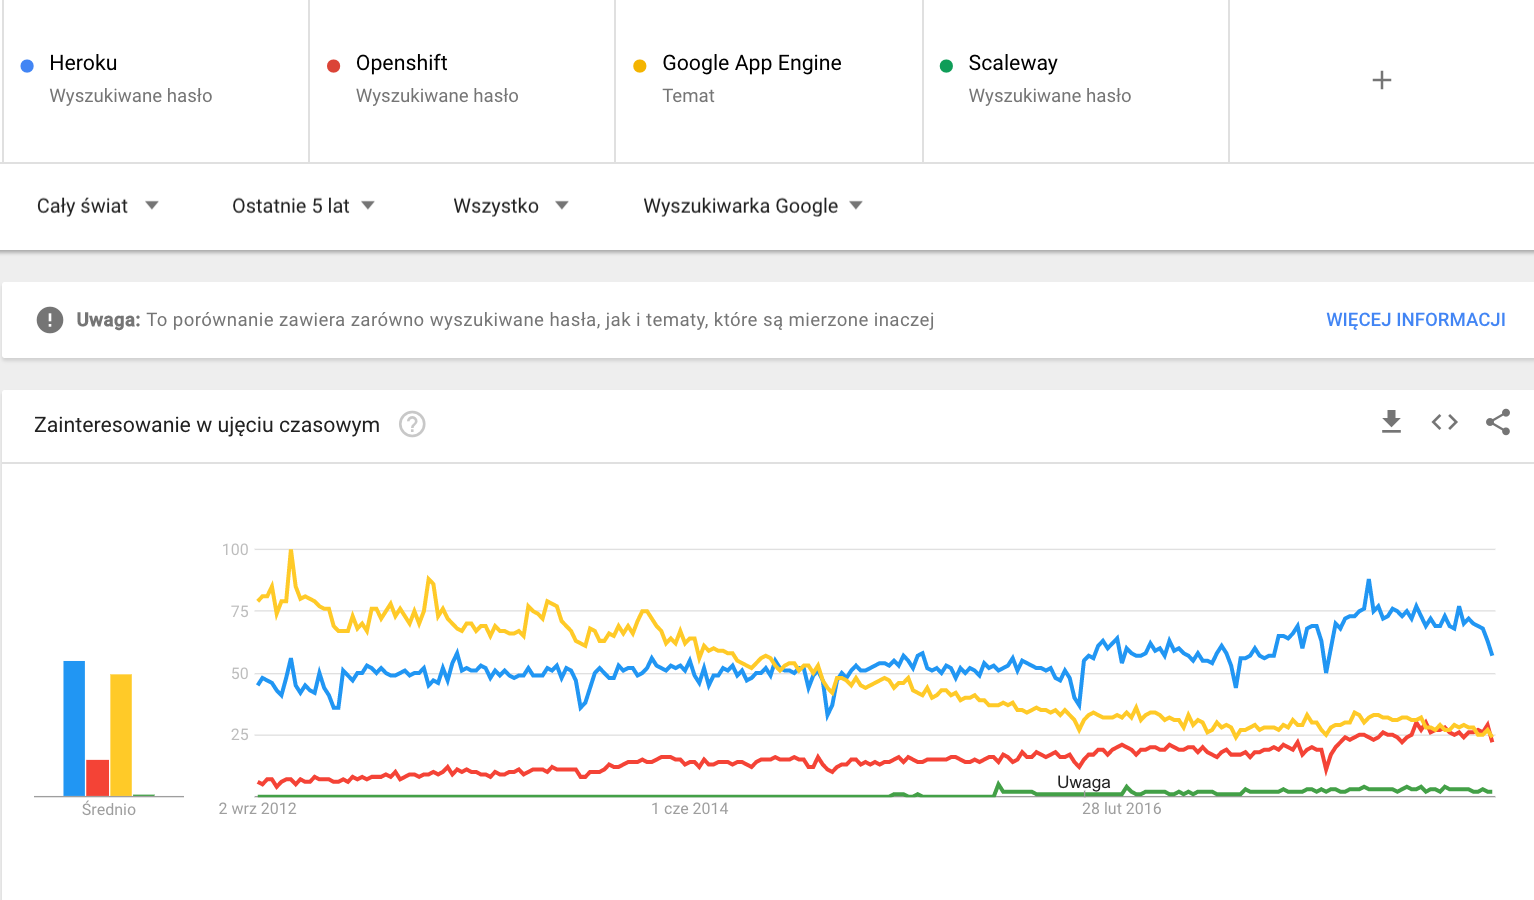 Heroku
Wyszukiwane hasło
Openshift
Wyszukiwane hasło
Google App Engine
Temat
Scaleway
Wyszukiwane hasło
Cały świat
Ostatnie 5 lat
Wszystko
Wyszukiwarka Google
Uwaga: To porównanie zawiera zarówno wyszukiwane hasła, jak i tematy, które są mierzone inaczej
WIĘCEJ INFORMACJI
Zainteresowanie w ujęciu czasowym
100
75
50
25
Uwaga
Średnio
2 wrz 2012
1 cze 2014
28 lut 2016